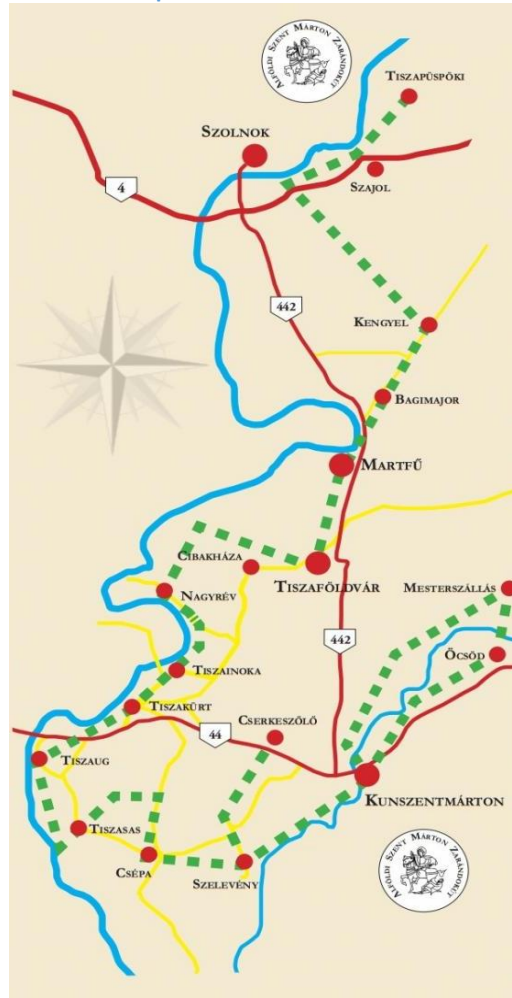 ALFÖLDI SZENT MÁRTON ZARÁNDOKÚT
TISZAPÜSPÖKI
SZOLNOK
SZAJOL
4
442
KENGYEL
BAGIMAJOR
MARTFŰ
CIBAKHÁZA
TISZAFÖLDVÁR
MESTERSZÁLLÁS
NAGYRÉV
442
ŐCSÖD
TISZAINOKA
TISZAKÜRT
CSERKESZŐLŐ
44
TISZAUG
KUNSZENTMÁRTON
TISZASAS
CSÉPA
SZELEVÉNY
ALFÖLDI SZENT MÁRTON ZARÁNDOKÚT